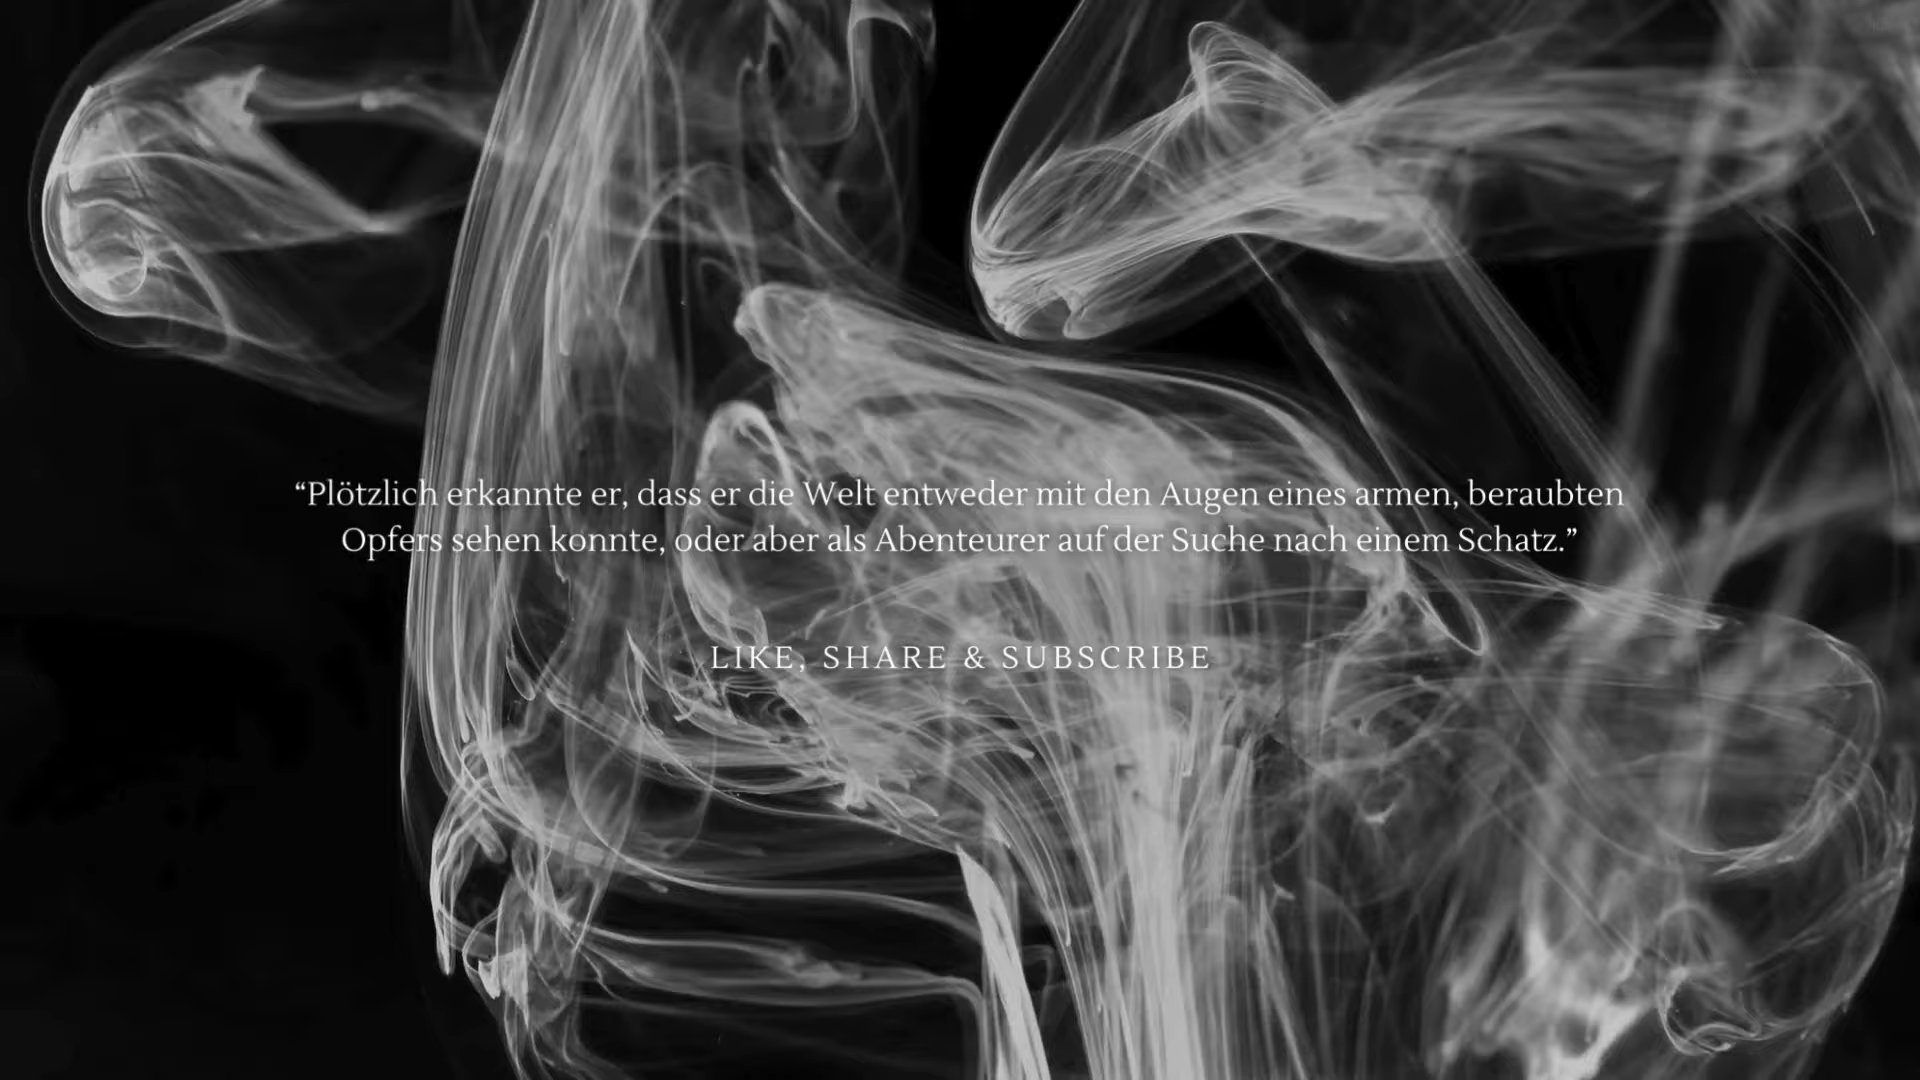 “Plötzlich erkannte er, dass er die Welt entweder mit den Augen eines armen, beraubten
Opfers sehen konnte, oder aber als Abenteurer auf der Suche nach einem Schatz.”
LIKE, SHARE & SUBSCRIBE